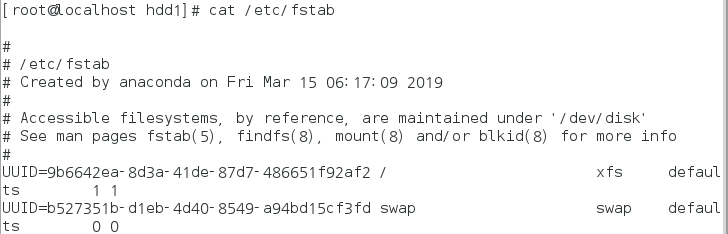 [root@localhost hdd1]# cat /etc/fstab
#
# /etc/fstab
# Created by anaconda on Fri Mar 15 06:17:09 2019
#
# Accessible filesystems, by reference, are maintained under '/dev/disk'
# See man pages fstab(5), findfs(8), mount(8) and/or blkid(8) for more info
#
UUID=9b6642ea-8d3a-41de-87d7-486651f92af2 / xfs defaul
ts 1 1
UUID=b527351b-d1eb-4d40-8549-a94bd15cf3fd swap swap defaul
ts 0 0